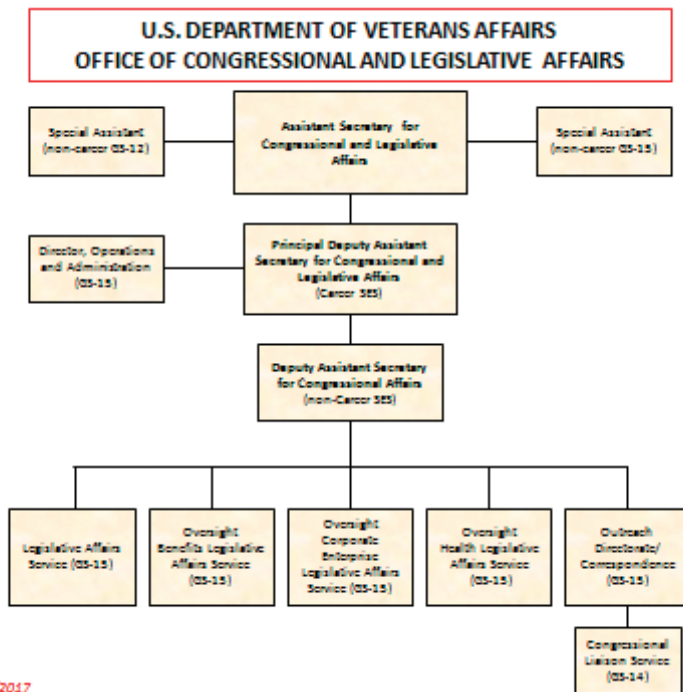 U.S. DEPARTMENT OF VETERANS AFFAIRS
OFFICE OF CONGRESSIONAL AND LEGISLATIVE AFFAIRS
Special Assistant
(non-career GS-12)
Assistant Secretary for
Congressional and Legislative
Affairs
Special Assistant
(non-career GS-15)
Director, Operations
and Administration
(GS-15)
Principal Deputy Assistant
Secretary for Congressional and
Legislative Affairs
(Career SES)
Deputy Assistant Secretary
for Congressional Affairs
(non-Career SES)
Legislative Affairs
Service (GS-15)
Oversight
Benefits Legislative
Affairs Service
(GS-15)
Oversight
Corporate
Enterprise
Legislative Affairs
Service (GS-15)
Oversight
Health Legislative
Affairs Service
(GS-15)
Outreach
Directorate/
Correspondence
(GS-15)
Congressional
Liaison Service
(GS-14)
2017